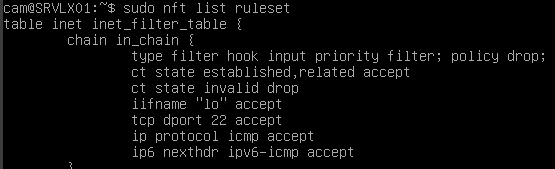 cam@SRVLX01:~$ sudo nft list ruleset
table inet inet_filter_table {
chain in_chain {
type filter hook input priority filter; policy drop;
ct state established,related accept
ct state invalid drop
iifname "lo" accept
tcp dport 22 accept
ip protocol icmp accept
ip6 nexthdr ipv6-icmp accept
}